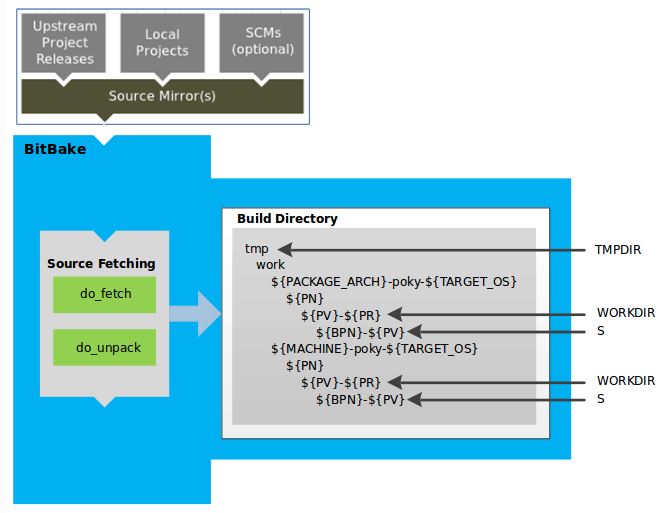 Upstream
Project
Releases
Local
Projects
SCMs
(optional)
Source Mirror(s)
BitBake
Source Fetching
do_fetch
do_unpack
Build Directory
tmp
TMPDIR
work
${PACKAGE_ARCH}-poky-${TARGET_OS}
${PN}
${PV}-${PR}
WORKDIR
${BPN}-${PV}
S
${MACHINE}-poky-${TARGET_OS}
${PN}
${PV}-${PR}
WORKDIR
${BPN}-${PV}
S